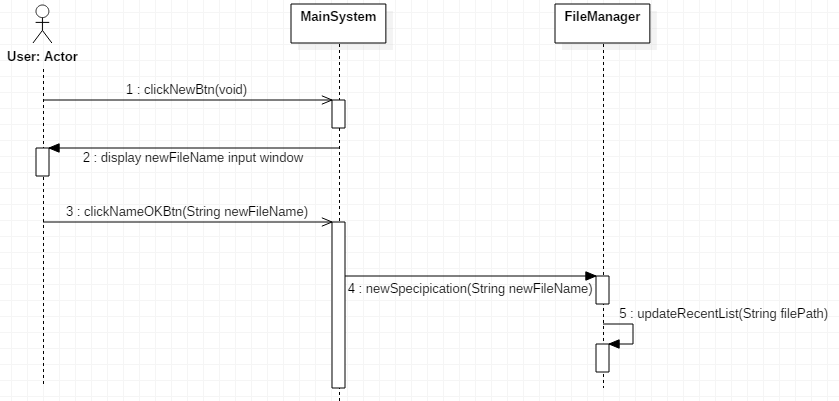 MainSystem
FileManager
User: Actor
1 : clickNewBtn(void)
2 : display newFileName input window
3 : clickNameOKBtn(String newFileName)
4 : newSpecipication(String newFileName)
5 : updateRecentList(String filePath)